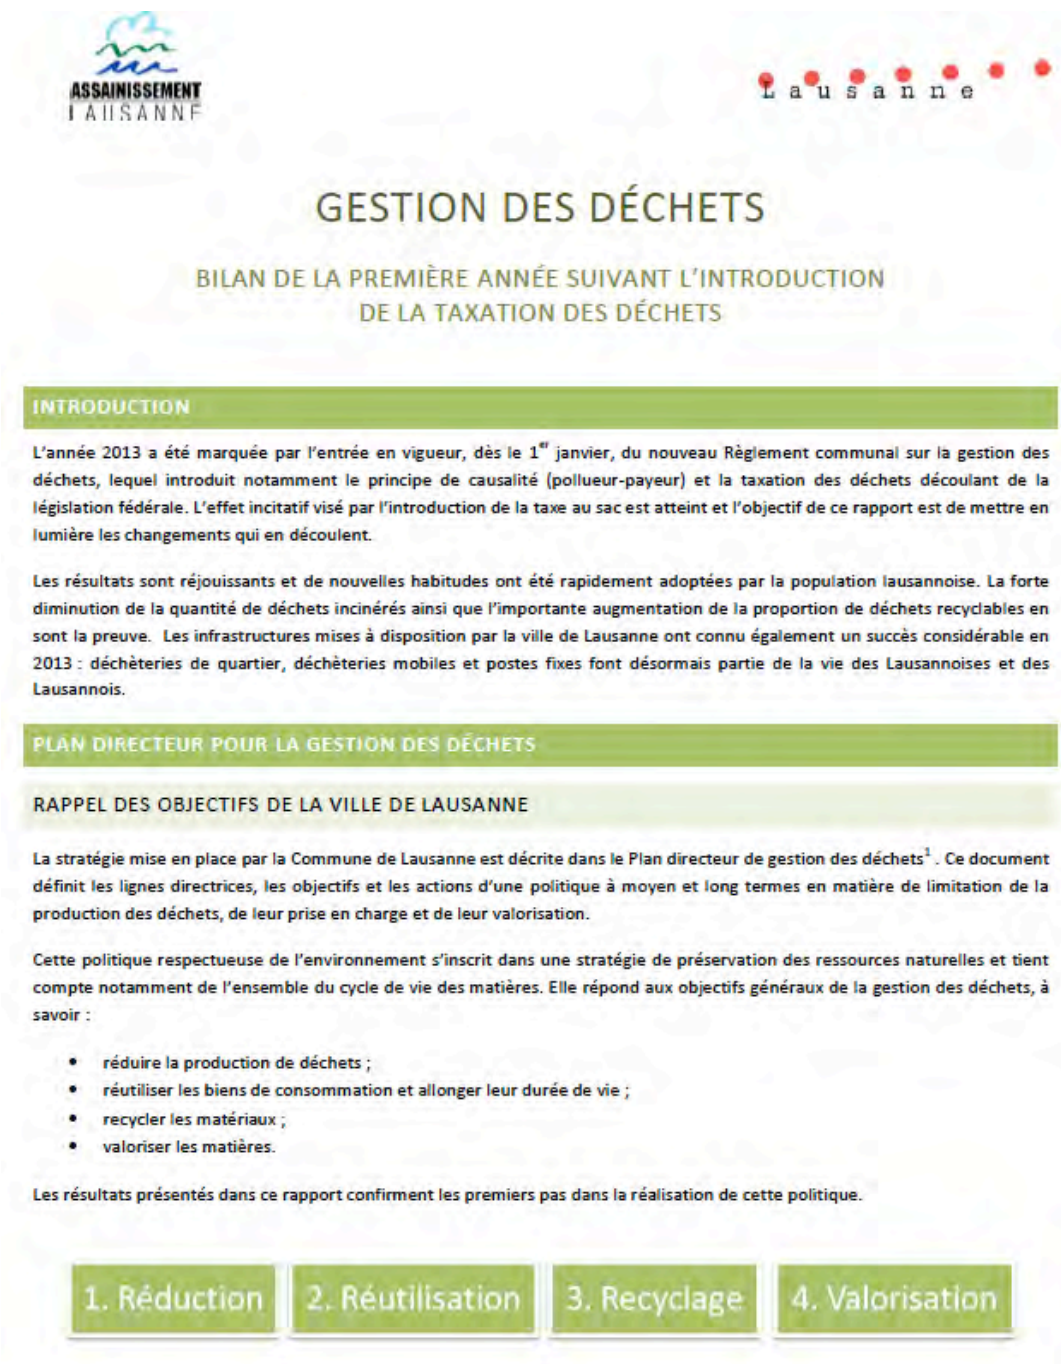 ASSAINISSEMENT
LAUSANNE
Lausanne
GESTION DES DÉCHETS
BILAN DE LA PREMIÈRE ANNÉE SUIVANT L'INTRODUCTION
DE LA TAXATION DES DÉCHETS
INTRODUCTION
L'année 2013 a été marquée par l'entrée en vigueur, dès le 1er janvier, du nouveau Règlement communal sur la gestion des
déchets, lequel introduit notamment le principe de causalité (pollueur-payeur) et la taxation des déchets découlant de la
législation fédérale. L'effet incitatif visé par l'introduction de la taxe au sac est atteint et l'objectif de ce rapport est de mettre en
lumière les changements qui en découlent.
Les résultats sont réjouissants et de nouvelles habitudes ont été rapidement adoptées par la population lausannoise. La forte
diminution de la quantité de déchets incinérés ainsi que l'importante augmentation de la proportion de déchets recyclables en
sont la preuve. Les infrastructures mises à disposition par la ville de Lausanne ont connu également un succès considérable en
2013 : déchèteries de quartier, déchèteries mobiles et postes fixes font désormais partie de la vie des Lausannoises et des
Lausannois.
PLAN DIRECTEUR POUR LA GESTION DES DÉCHETS
RAPPEL DES OBJECTIFS DE LA VILLE DE LAUSANNE
La stratégie mise en place par la Commune de Lausanne est décrite dans le Plan directeur de gestion des déchets1 . Ce document
définit les lignes directrices, les objectifs et les actions d'une politique à moyen et long termes en matière de limitation de la
production des déchets, de leur prise en charge et de leur valorisation.
Cette politique respectueuse de l'environnement s'inscrit dans une stratégie de préservation des ressources naturelles et tient
compte notamment de l'ensemble du cycle de vie des matières. Elle répond aux objectifs généraux de la gestion des déchets, à
savoir :
• réduire la production de déchets ;
• réutiliser les biens de consommation et allonger leur durée de vie ;
• recycler les matériaux ;
• valoriser les matières.
Les résultats présentés dans ce rapport confirment les premiers pas dans la réalisation de cette politique.
1. Réduction 2. Réutilisation 3. Recyclage 4. Valorisation